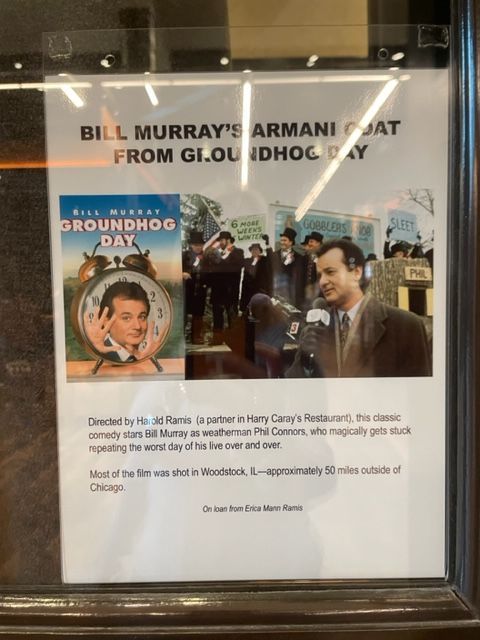 BILL MURRAY'S ARMANI COAT
FROM GROUNDHOG DAY
BILL MURRAY
GROUNDHOG
DAY
6 MORE
WEEKS
WINTER
GOBBLER'S KNOB
SLEET
PHIL
Directed by Harold Ramis (a partner in Harry Caray's Restaurant), this classic
comedy stars Bill Murray as weatherman Phil Connors, who magically gets stuck
repeating the worst day of his live over and over.
Most of the film was shot in Woodstock, IL—approximately 50 miles outside of
Chicago.
On loan from Erica Mann Ramis